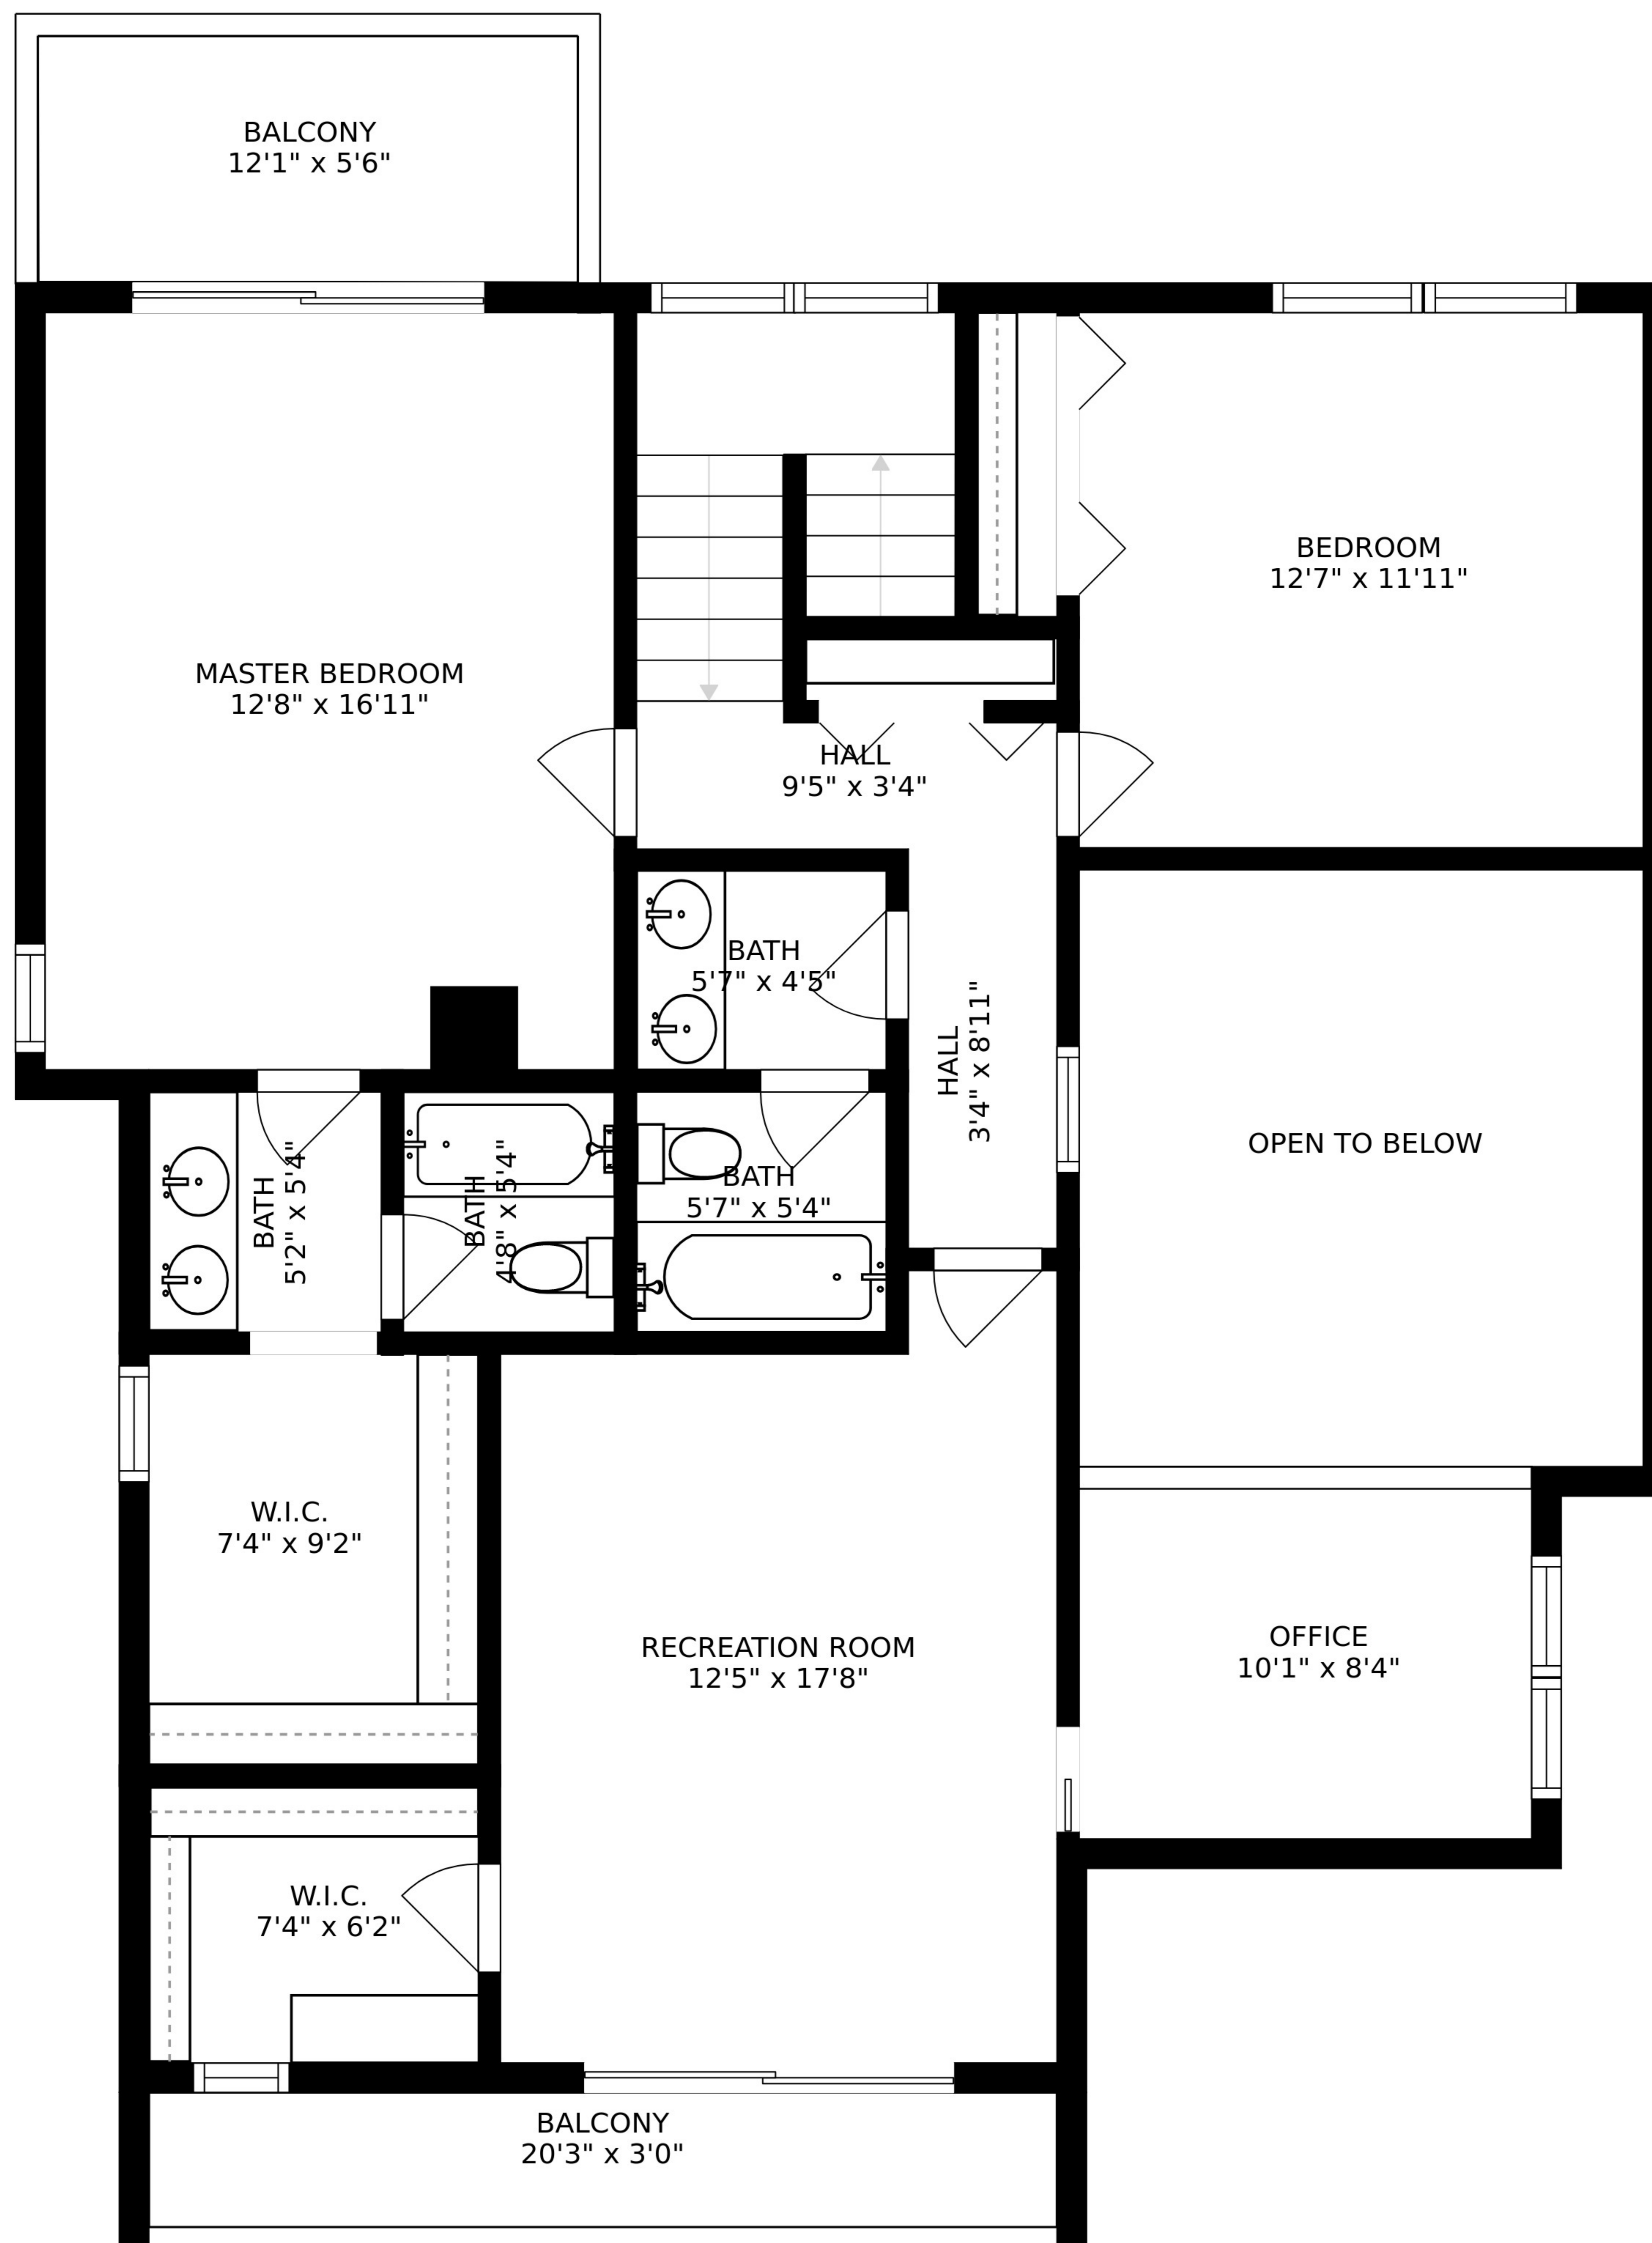 BALCONY
12'1" x 5'6"
BEDROOM
12'7" x 11'11"
MASTER BEDROOM
12'8" x 16'11"
HALL
9'5" x 3'4"
BATH
5'7" x 4'5"
HALL
3'4" x 8'11"
OPEN TO BELOW
BATH
5'2" x 5'4"
BATH
4'8" x 5'4"
BATH
5'7" x 5'4"
W.I.C.
7'4" x 9'2"
RECREATION ROOM
12'5" x 17'8"
OFFICE
10'1" x 8'4"
W.I.C.
7'4" x 6'2"
BALCONY
20'3" x 3'0"